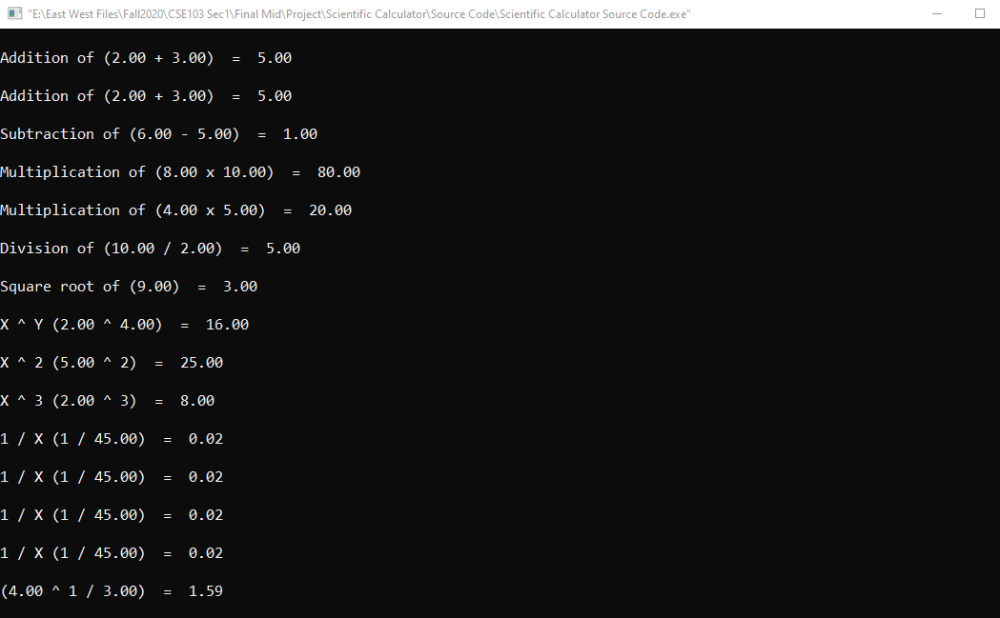 "E:\East West Files\Fall2020\CSE103 Sec1\Final Mid\Project\Scientific Calculator\Source Code\Scientific Calculator Source Code.exe"
Addition of (2.00 + 3.00)  =  5.00
Addition of (2.00 + 3.00)  =  5.00
Subtraction of (6.00 - 5.00)  =  1.00
Multiplication of (8.00 x 10.00)  =  80.00
Multiplication of (4.00 x 5.00)  =  20.00
Division of (10.00 / 2.00)  =  5.00
Square root of (9.00)  =  3.00
X ^ Y (2.00 ^ 4.00)  =  16.00
X ^ 2 (5.00 ^ 2)  =  25.00
X ^ 3 (2.00 ^ 3)  =  8.00
1 / X (1 / 45.00)  =  0.02
1 / X (1 / 45.00)  =  0.02
1 / X (1 / 45.00)  =  0.02
1 / X (1 / 45.00)  =  0.02
(4.00 ^ 1 / 3.00)  =  1.59